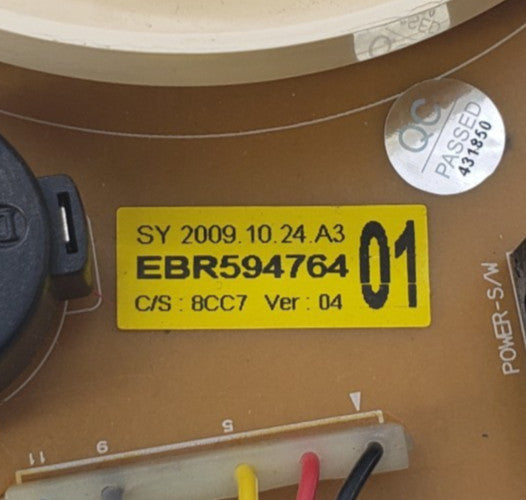 QC
PASSED
431850
SY 2009.10.24.A3
EBR594764 01
C/S : 8CC7 Ver : 04
POWER-S/W
11 9 5